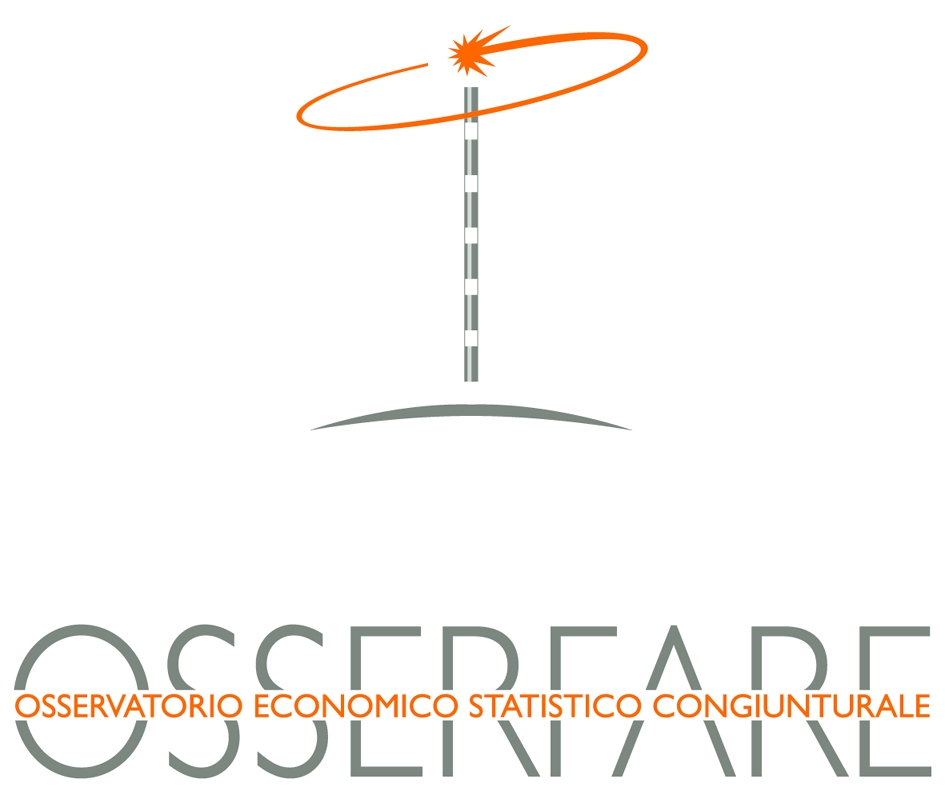 OSSERFARE
OSSERVATORIO ECONOMICO STATISTICO CONGIUNTURALE